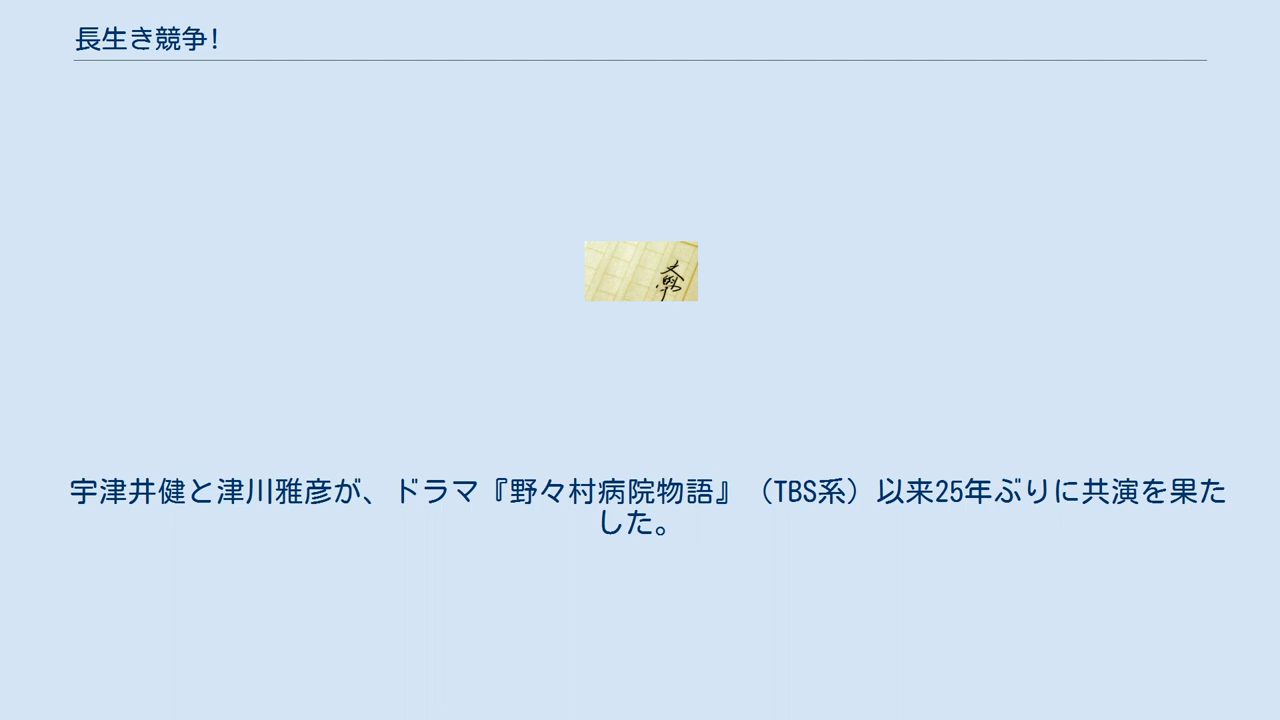 長生き競争!
宇津井健と津川雅彦が、ドラマ『野々村病院物語』（TBS系）以来25年ぶりに共演を果た
した。